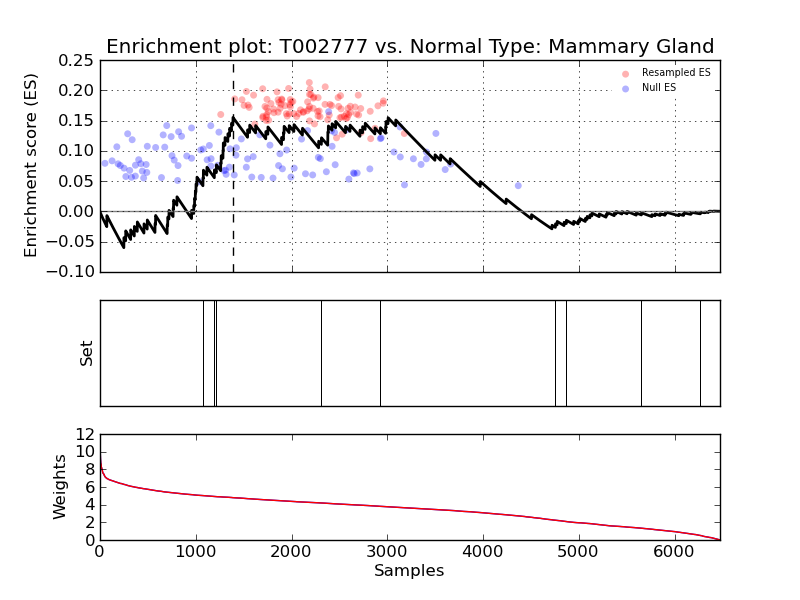 Enrichment plot: T002777 vs. Normal Type: Mammary Gland
Enrichment score (ES)
0.25
0.20
0.15
0.10
0.05
0.00
−0.05
−0.10
Resampled ES
Null ES
Set
Weights
12
10
8
6
4
2
0
0 1000 2000 3000 4000 5000 6000
Samples